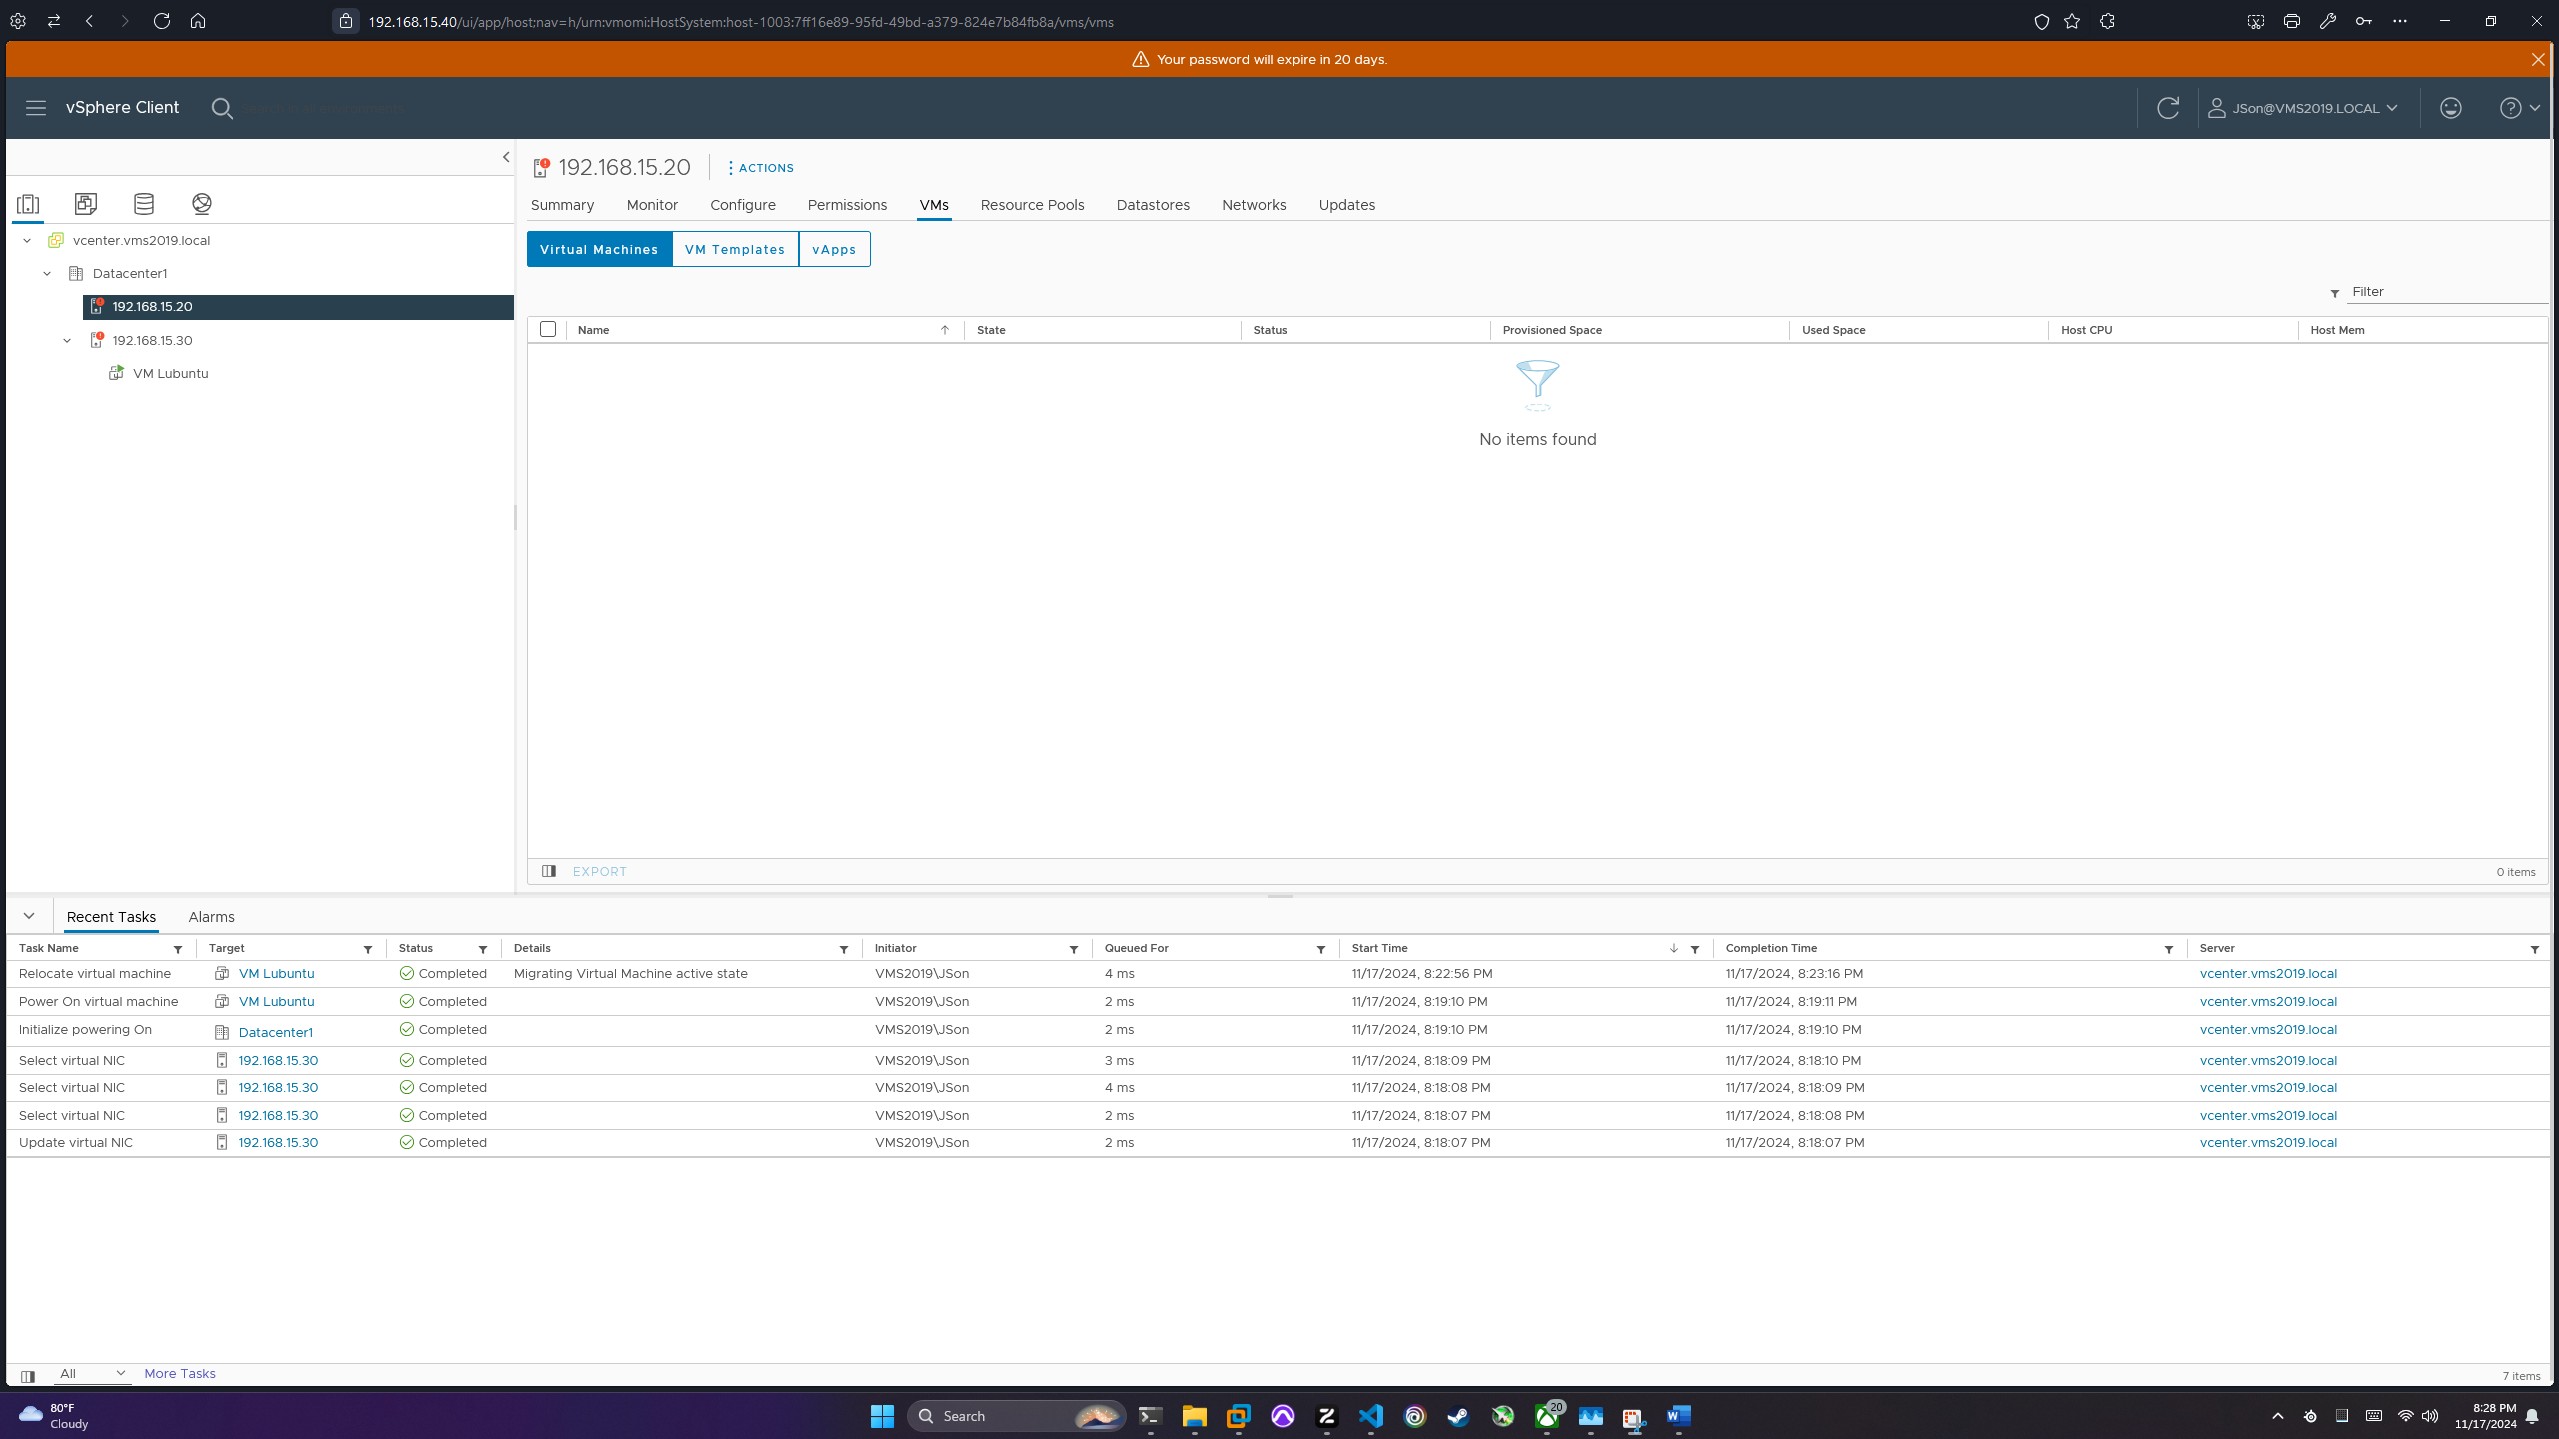 192.168.15.40/ui/app/host;nav=h/urn:vmomi:HostSystem:host-1003:7ff16e89-95fd-49bd-a379-824e7b84fb8a/vms/vms
Your password will expire in 20 days.
vSphere Client
JSon@VMS2019.LOCAL
192.168.15.20
ACTIONS
Summary Monitor Configure Permissions VMs Resource Pools Datastores Networks Updates
vcenter.vms2019.local
Datacenter1
192.168.15.20
192.168.15.30
VM Lubuntu
Virtual Machines VM Templates vApps
Filter
Name State Status Provisioned Space Used Space Host CPU Host Mem
No items found
EXPORT 0 items
Recent Tasks Alarms
Task Name Target Status Details Initiator Queued For Start Time Completion Time Server
Relocate virtual machine VM Lubuntu Completed Migrating Virtual Machine active state VMS2019\JSon 4 ms 11/17/2024, 8:22:56 PM 11/17/2024, 8:23:16 PM vcenter.vms2019.local
Power On virtual machine VM Lubuntu Completed VMS2019\JSon 2 ms 11/17/2024, 8:19:10 PM 11/17/2024, 8:19:11 PM vcenter.vms2019.local
Initialize powering On Datacenter1 Completed VMS2019\JSon 2 ms 11/17/2024, 8:19:10 PM 11/17/2024, 8:19:10 PM vcenter.vms2019.local
Select virtual NIC 192.168.15.30 Completed VMS2019\JSon 3 ms 11/17/2024, 8:18:09 PM 11/17/2024, 8:18:10 PM vcenter.vms2019.local
Select virtual NIC 192.168.15.30 Completed VMS2019\JSon 4 ms 11/17/2024, 8:18:08 PM 11/17/2024, 8:18:09 PM vcenter.vms2019.local
Select virtual NIC 192.168.15.30 Completed VMS2019\JSon 2 ms 11/17/2024, 8:18:07 PM 11/17/2024, 8:18:08 PM vcenter.vms2019.local
Update virtual NIC 192.168.15.30 Completed VMS2019\JSon 2 ms 11/17/2024, 8:18:07 PM 11/17/2024, 8:18:07 PM vcenter.vms2019.local
All More Tasks 7 items
80°F
Cloudy
Search
20
8:28 PM
11/17/2024